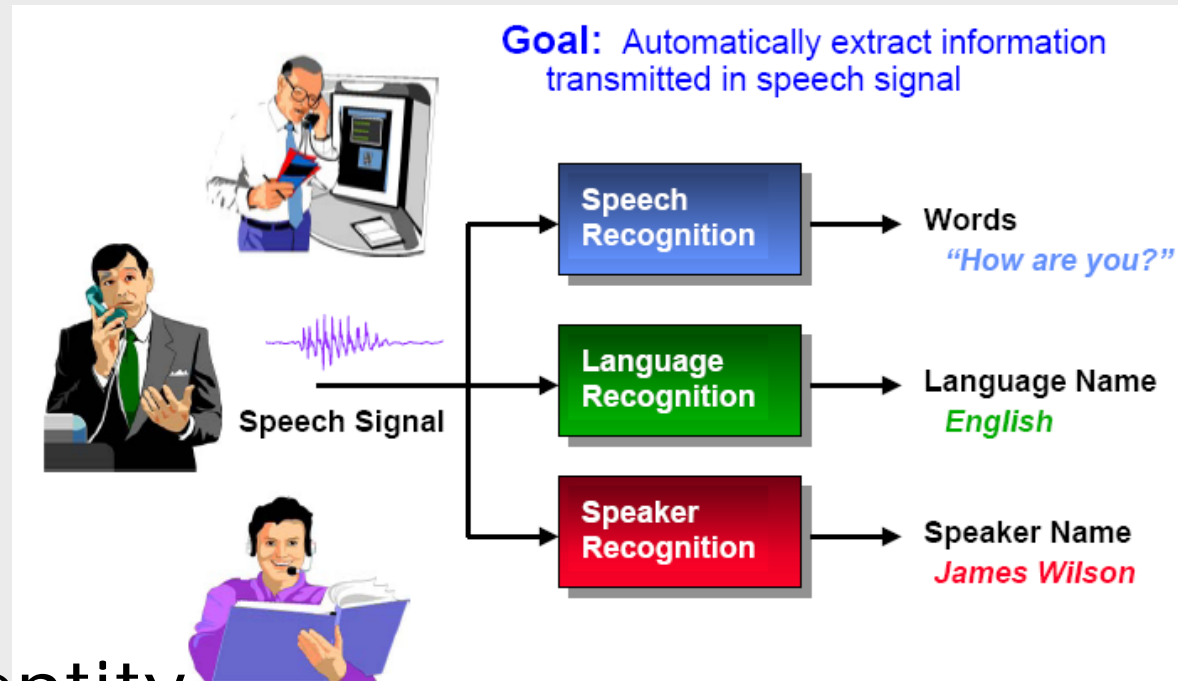 Goal: Automatically extract information
transmitted in speech signal
Speech
Recognition
Words
“How are you?”
Speech Signal
Language
Recognition
Language Name
English
Speaker
Recognition
Speaker Name
James Wilson